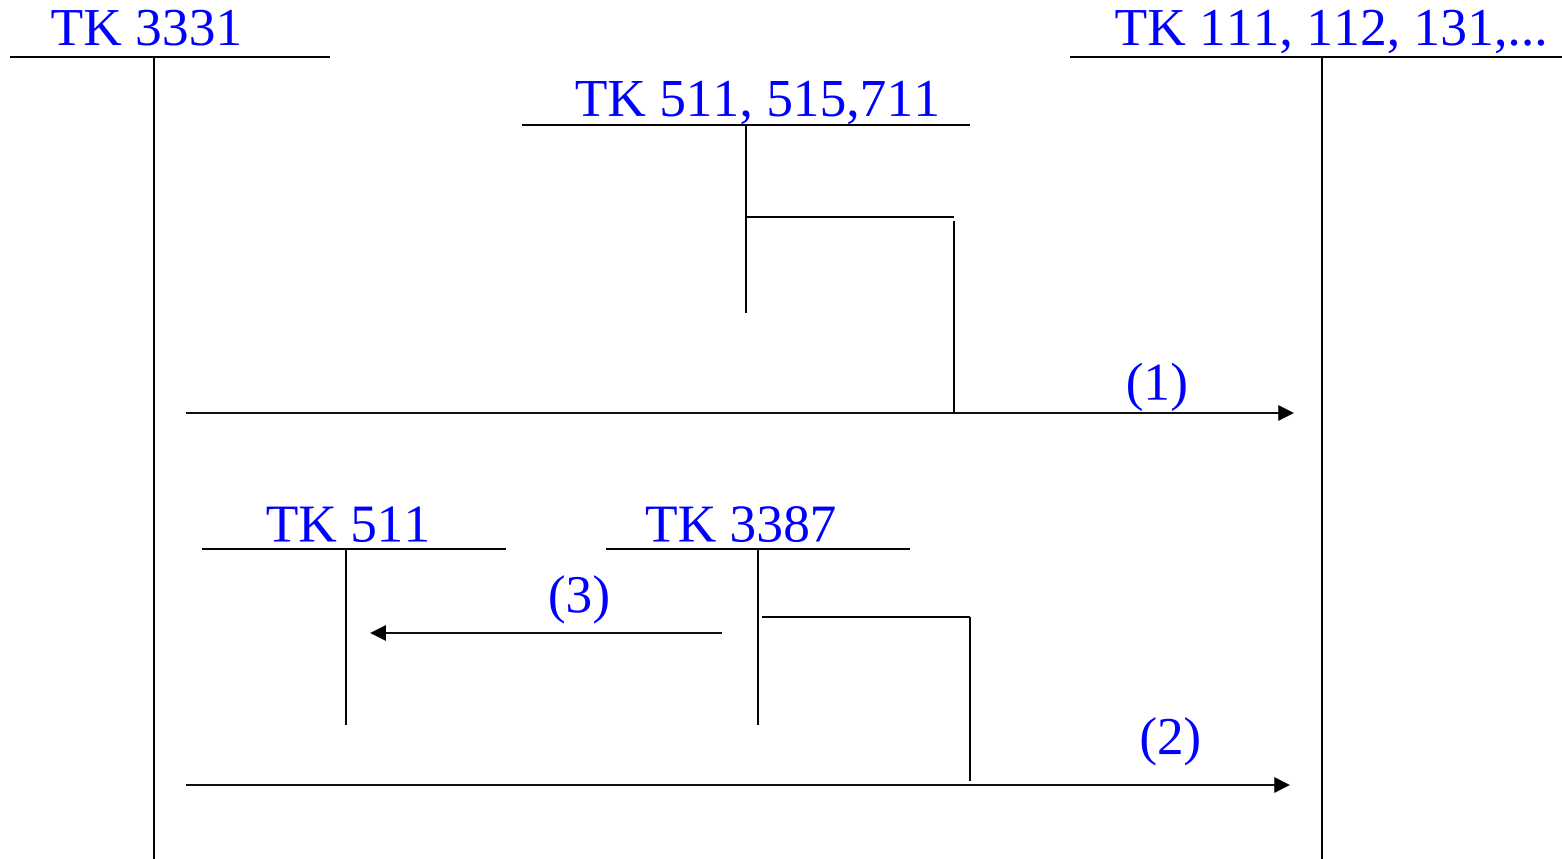 TK 3331
TK 111, 112, 131,...
TK 511, 515,711
(1)
TK 511
TK 3387
(3)
(2)